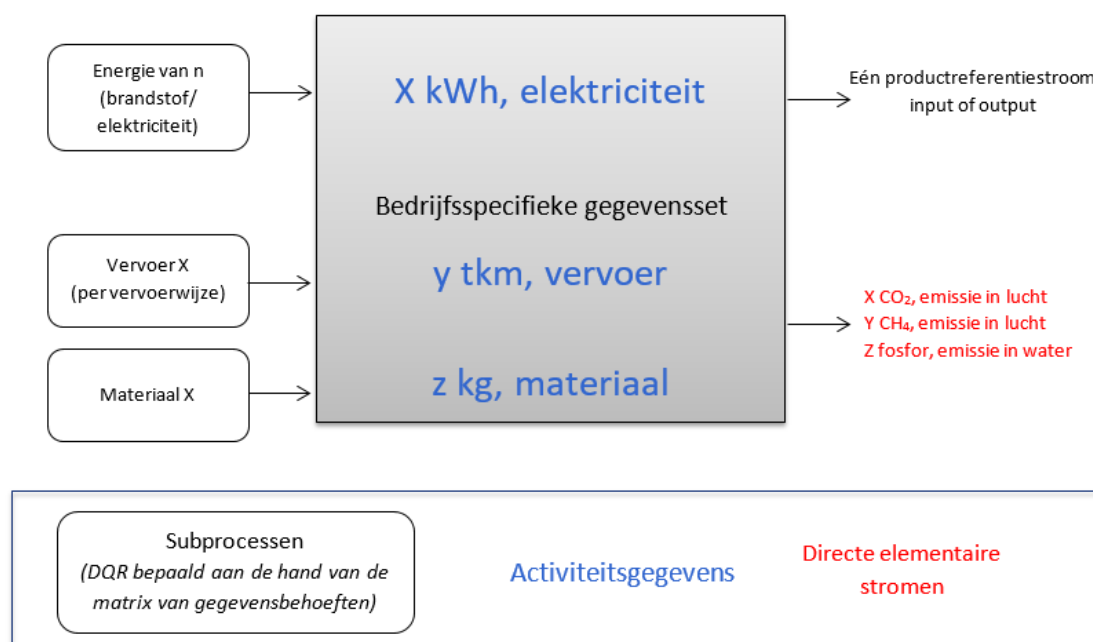 Energie van n
(brandstof/
elektriciteit)
X kWh, elektriciteit
Eén productreferentiestroom
input of output
Bedrijfsspecifieke gegevensset
Vervoer X
(per vervoerwijze)
y tkm, vervoer
X CO₂, emissie in lucht
Y CH₄, emissie in lucht
Z fosfor, emissie in water
Materiaal X
z kg, materiaal
Subprocessen
(DQR bepaald aan de hand van de
matrix van gegevensbehoeften)
Activiteitsgegevens
Directe elementaire
stromen